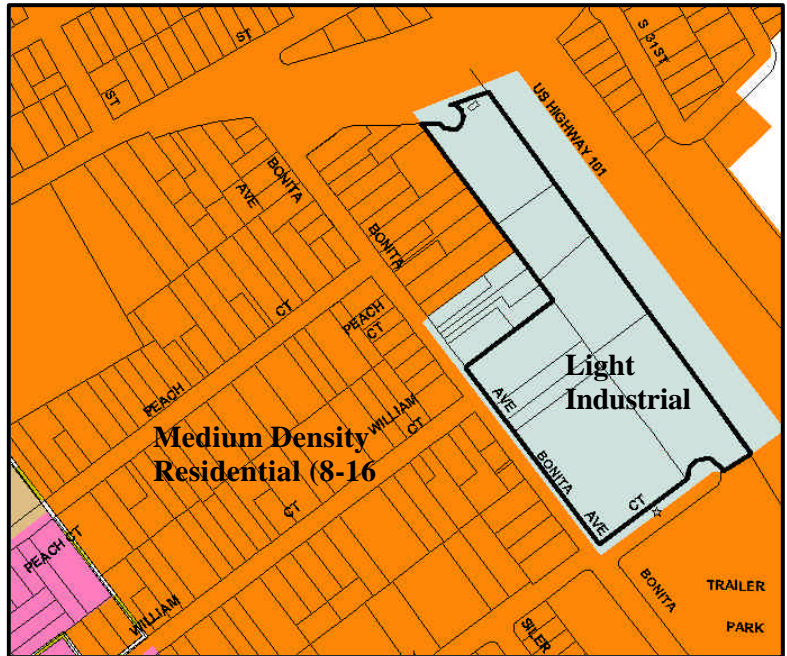 ST
ST
S 31ST
US HIGHWAY 101
BONITA
AVE
BONITA
CT
PEACH
CT
PEACH
WILLIAM
CT
AVE
Light
Industrial
Medium Density
Residential (8-16
BONITA
AVE
CT
CT
PEACH CT
WILLIAM
BONITA
TRAILER
PARK
SILER